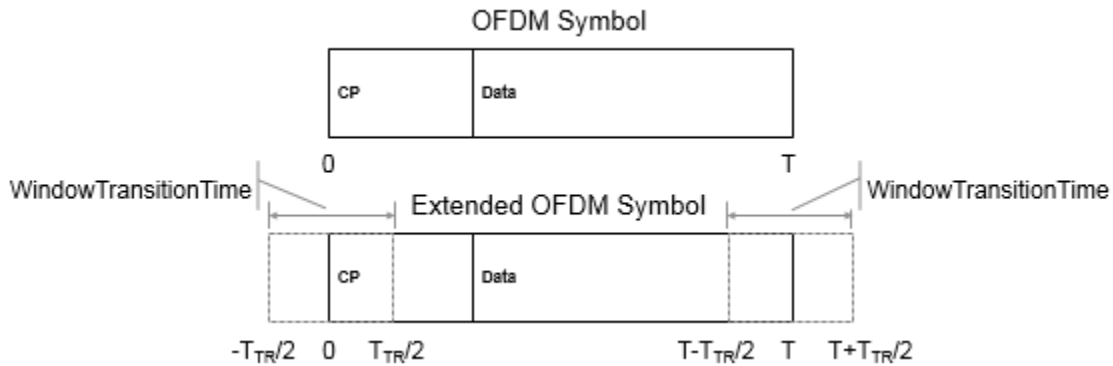 OFDM Symbol
CP Data
0 T
WindowTransitionTime WindowTransitionTime
Extended OFDM Symbol
CP Data
-T_TR/2 0 T_TR/2 T-T_TR/2 T T+T_TR/2